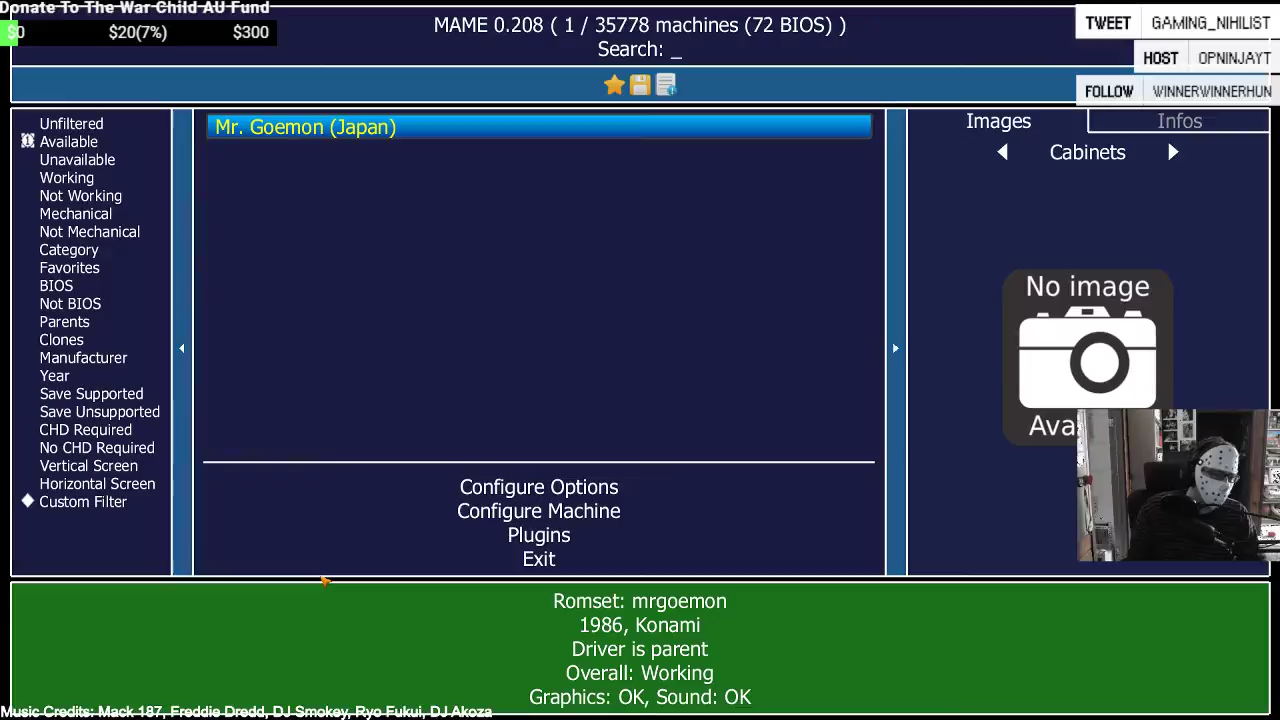 Donate To The War Child AU Fund
$0 $20(7%) $300
MAME 0.208 ( 1 / 35778 machines (72 BIOS) )
Search: _
TWEET GAMING_NIHILIST
HOST OPNINJAYT
FOLLOW WINNERWINNERHUN
Unfiltered
Available
Unavailable
Working
Not Working
Mechanical
Not Mechanical
Category
Favorites
BIOS
Not BIOS
Parents
Clones
Manufacturer
Year
Save Supported
Save Unsupported
CHD Required
No CHD Required
Vertical Screen
Horizontal Screen
Custom Filter
Mr. Goemon (Japan)
Configure Options
Configure Machine
Plugins
Exit
Images Infos
Cabinets
No image
Ava
Romset: mrgoemon
1986, Konami
Driver is parent
Overall: Working
Graphics: OK, Sound: OK
Music Credits: Mack 187, Freddie Dredd, DJ Smokey, Ryo Fukui, DJ Akoza